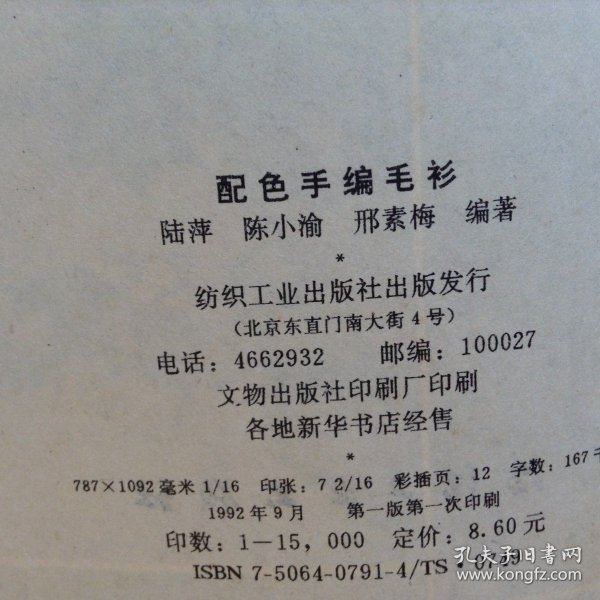 配色手编毛衫
陆萍 陈小渝 邢素梅 编著
*
纺织工业出版社出版发行
（北京东直门南大街4号）
电话：4662932 邮编：100027
文物出版社印刷厂印刷
各地新华书店经售
*
787×1092毫米 1/16 印张：7 2/16 彩插页：12 字数：167千
1992年9月 第一版第一次印刷
印数：1—15,000 定价：8.60元
ISBN 7-5064-0791-4/TS·
孔夫子旧书网
www.kongfz.com